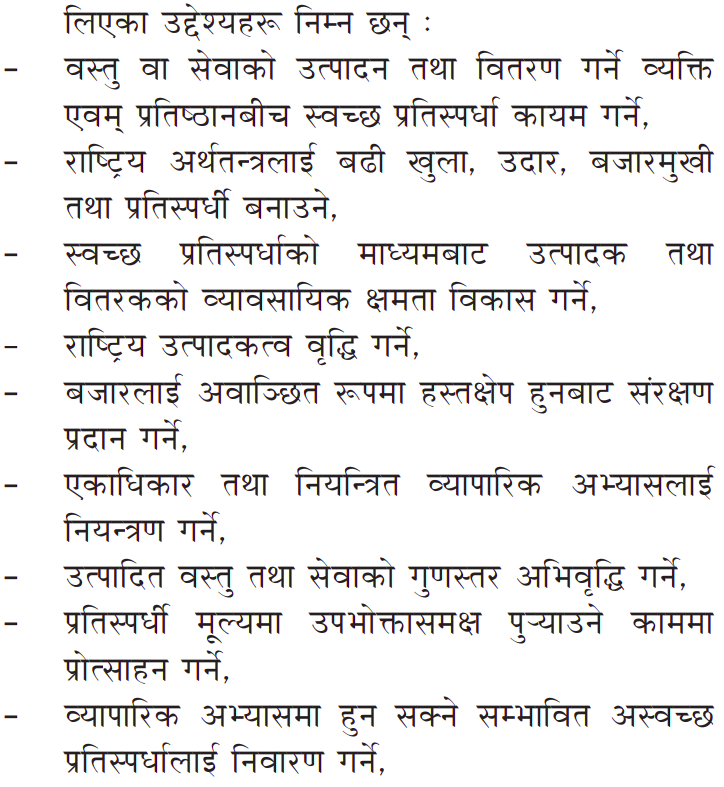 लिएका उद्देश्यहरू निम्न छन् :
– वस्तु वा सेवाको उत्पादन तथा वितरण गर्ने व्यक्ति
एवम् प्रतिष्ठानबीच स्वच्छ प्रतिस्पर्धा कायम गर्ने,
– राष्ट्रिय अर्थतन्त्रलाई बढी खुला, उदार, बजारमुखी
तथा प्रतिस्पर्धी बनाउने,
– स्वच्छ प्रतिस्पर्धाको माध्यमबाट उत्पादक तथा
वितरकको व्यावसायिक क्षमता विकास गर्ने,
– राष्ट्रिय उत्पादकत्व वृद्धि गर्ने,
– बजारलाई अवाञ्छित रूपमा हस्तक्षेप हुनबाट संरक्षण
प्रदान गर्ने,
– एकाधिकार तथा नियन्त्रित व्यापारिक अभ्यासलाई
नियन्त्रण गर्ने,
– उत्पादित वस्तु तथा सेवाको गुणस्तर अभिवृद्धि गर्ने,
– प्रतिस्पर्धी मूल्यमा उपभोक्तासमक्ष पुऱ्याउने काममा
प्रोत्साहन गर्ने,
– व्यापारिक अभ्यासमा हुन सक्ने सम्भावित अस्वच्छ
प्रतिस्पर्धालाई निवारण गर्ने,